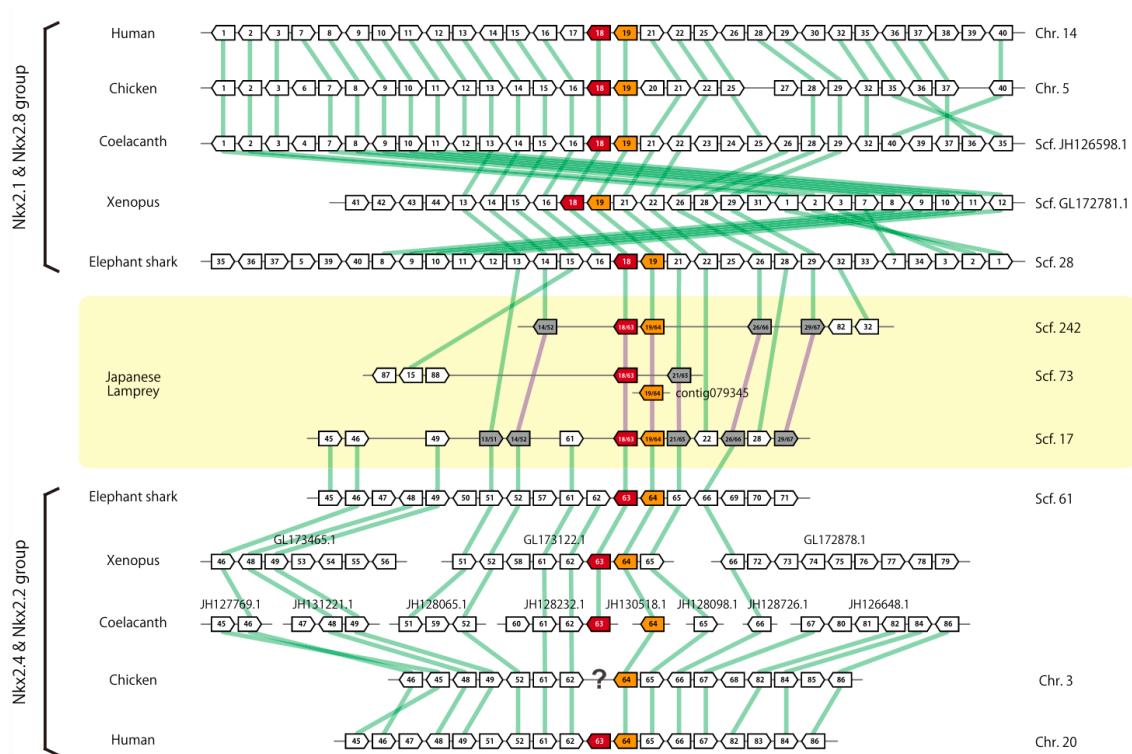 Human 1 2 3 7 8 9 10 11 12 13 14 15 16 17 18 19 21 22 25 26 28 29 30 32 35 36 37 38 39 40 Chr. 14
Chicken 1 2 3 6 7 8 9 10 11 12 13 14 15 16 18 19 20 21 22 25 27 28 29 32 35 36 37 40 Chr. 5
Coelacanth 1 2 3 4 7 8 9 10 11 12 13 14 15 16 18 19 21 22 23 24 25 26 28 29 32 40 39 37 36 35 Scf. JH126598.1
Xenopus 41 42 43 44 13 14 15 16 18 19 21 22 26 28 29 31 1 2 3 7 8 9 10 11 12 Scf. GL172781.1
Elephant shark 35 36 37 5 39 40 8 9 10 11 12 13 14 15 16 18 19 21 22 25 26 28 29 32 33 7 34 3 2 1 Scf. 28
Nkx2.1 & Nkx2.8 group
14/52 18/63 19/64 26/66 29/67 82 32 Scf. 242
87 15 88 18/63 21/65 Scf. 73
Japanese
Lamprey
19/64 contig079345
45 46 49 13/51 14/52 61 18/63 19/64 21/65 22 26/66 28 29/67 Scf. 17
Elephant shark 45 46 47 48 49 50 51 52 57 61 62 63 64 65 66 69 70 71 Scf. 61
GL173465.1 GL173122.1 GL172878.1
Xenopus 46 48 49 53 54 55 56 51 52 58 61 62 63 64 65 66 72 73 74 75 76 77 78 79
JH127769.1 JH131221.1 JH128065.1 JH128232.1 JH130518.1 JH128098.1 JH128726.1 JH126648.1
Coelacanth 45 46 47 48 49 51 59 52 60 61 62 63 64 65 66 67 80 81 82 84 86
Chicken 46 45 48 49 52 61 62 ? 64 65 66 67 68 82 84 85 86 Chr. 3
Human 45 46 47 48 49 51 52 61 62 63 64 65 66 67 82 83 84 86 Chr. 20
Nkx2.4 & Nkx2.2 group